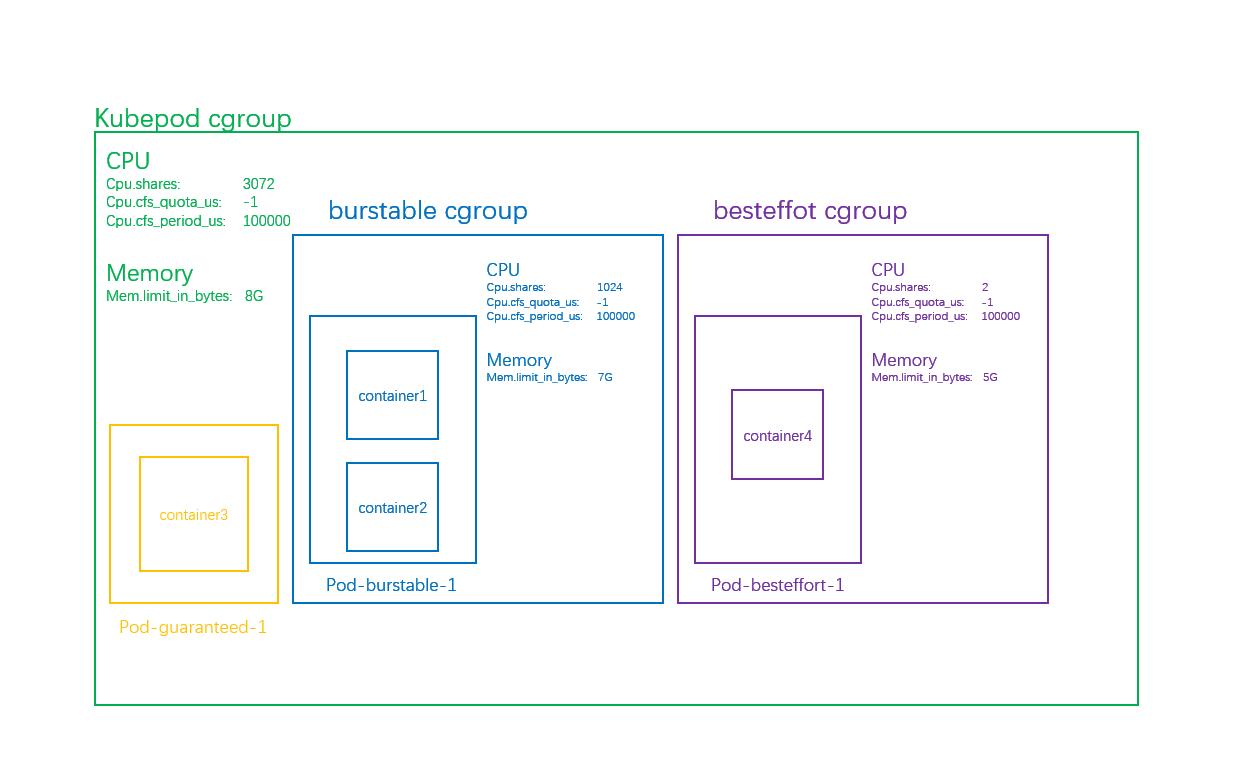 Kubepod cgroup
CPU
Cpu.shares: 3072
Cpu.cfs_quota_us: -1
Cpu.cfs_period_us: 100000
Memory
Mem.limit_in_bytes: 8G
container3
Pod-guaranteed-1
burstable cgroup
CPU
Cpu.shares: 1024
Cpu.cfs_quota_us: -1
Cpu.cfs_period_us: 100000
Memory
Mem.limit_in_bytes: 7G
container1
container2
Pod-burstable-1
besteffot cgroup
CPU
Cpu.shares: 2
Cpu.cfs_quota_us: -1
Cpu.cfs_period_us: 100000
Memory
Mem.limit_in_bytes: 5G
container4
Pod-besteffort-1